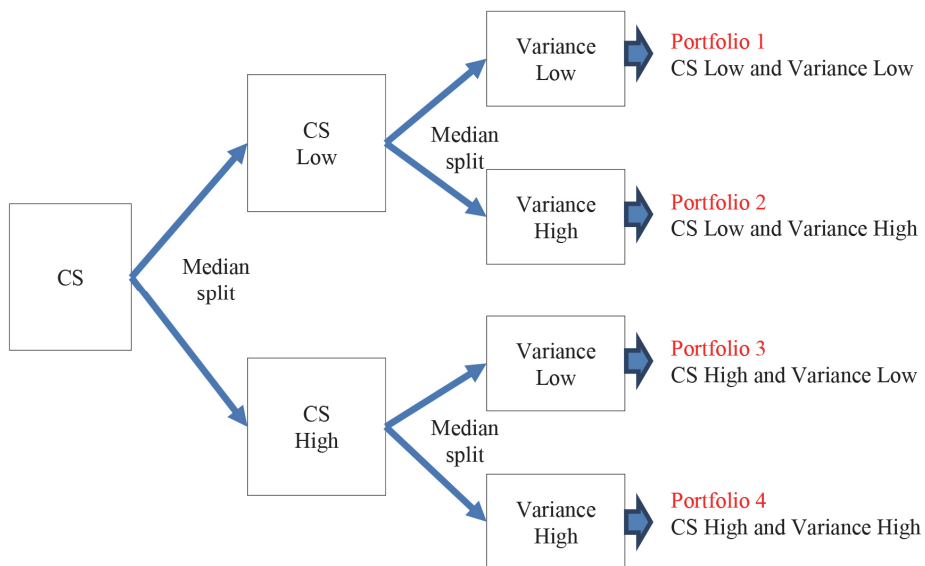 CS
Median
split
CS
Low
CS
High
Median
split
Median
split
Variance
Low
Variance
High
Variance
Low
Variance
High
Portfolio 1
CS Low and Variance Low
Portfolio 2
CS Low and Variance High
Portfolio 3
CS High and Variance Low
Portfolio 4
CS High and Variance High